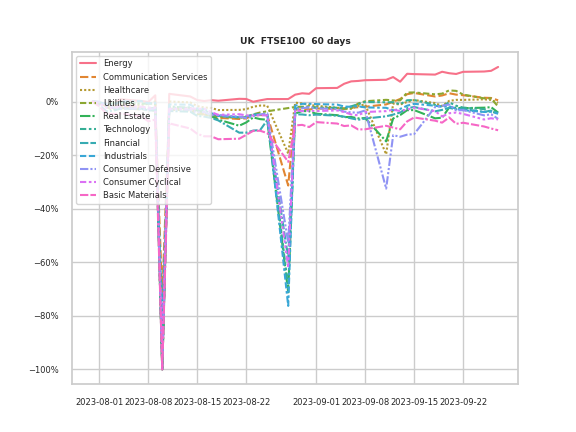 UK FTSE100 60 days
Energy
Communication Services
Healthcare
Utilities
Real Estate
Technology
Financial
Industrials
Consumer Defensive
Consumer Cyclical
Basic Materials
0%
−20%
−40%
−60%
−80%
−100%
2023-08-01 2023-08-08 2023-08-15 2023-08-22 2023-09-01 2023-09-08 2023-09-15 2023-09-22